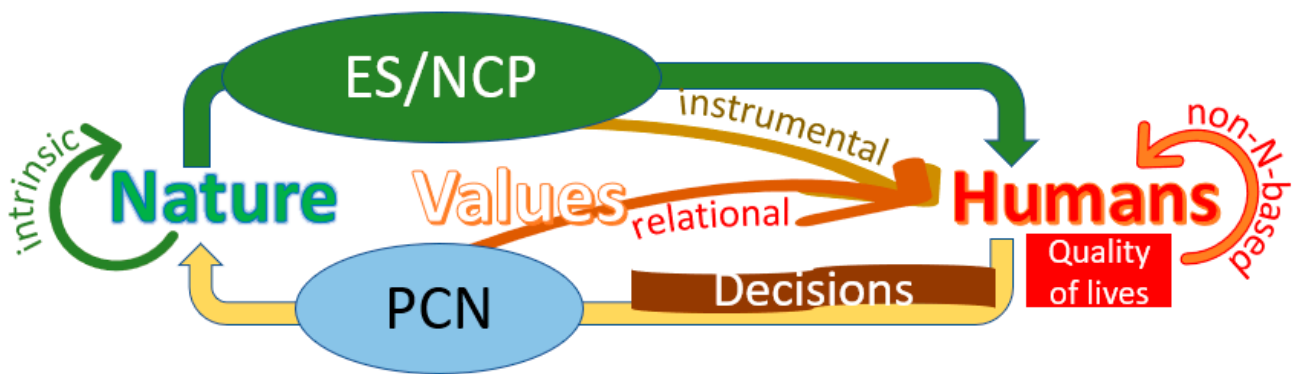 ES/NCP
instrumental
intrinsic
Nature
Values
relational
Humans
non-N-based
Quality
of lives
Decisions
PCN